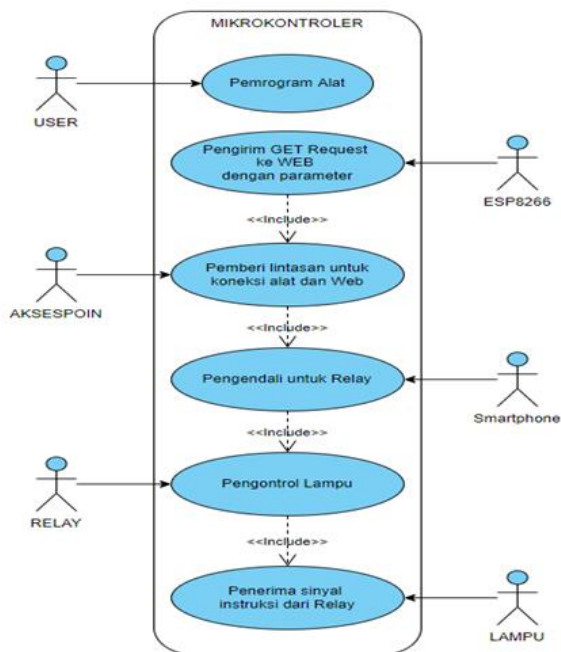 MIKROKONTROLER
USER
Pemrogram Alat
Pengirim GET Request
ke WEB
dengan parameter
ESP8266
<<Include>>
AKSESPOIN
Pemberi lintasan untuk
koneksi alat dan Web
<<Include>>
Pengendali untuk Relay
Smartphone
<<Include>>
RELAY
Pengontrol Lampu
<<Include>>
Penerima sinyal
instruksi dari Relay
LAMPU